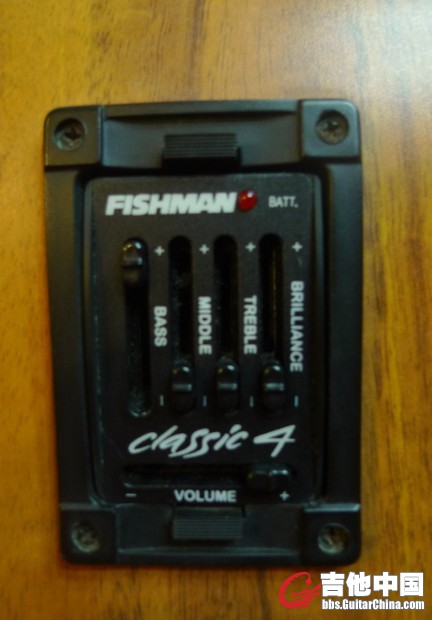 FISHMAN BATT.
+ + + +
BASS
MIDDLE
TREBLE
BRILLIANCE
- - - -
classic 4
- VOLUME +
吉他中国
bbs.GuitarChina.com